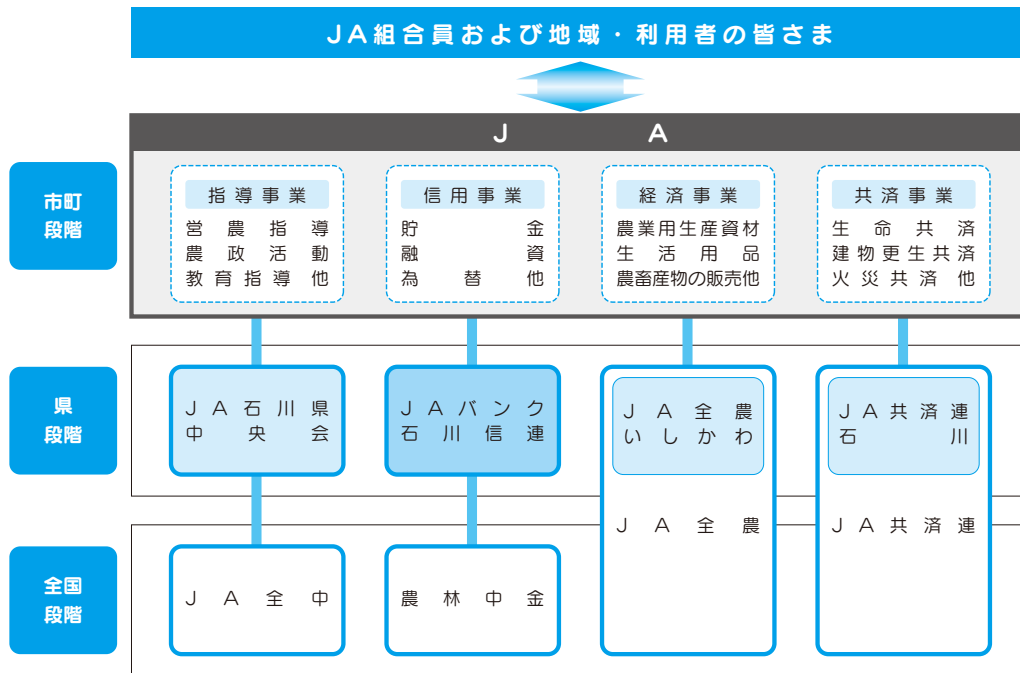 JA組合員および地域・利用者の皆さま
JA
市町
段階
指導事業
営農指導
農政活動
教育指導他
信用事業
貯金
融資
為替他
経済事業
農業用生産資材
生活用品
農畜産物の販売他
共済事業
生命共済
建物更生共済
火災共済他
県
段階
JA石川県
中央会
JAバンク
石川信連
JA全農
いしかわ
JA共済連
石川
全国
段階
JA全中
農林中金
JA全農
JA共済連